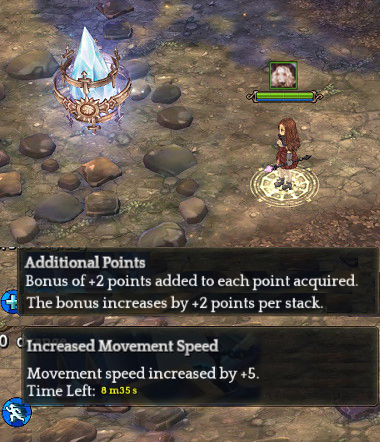 Additional Points
Bonus of +2 points added to each point acquired.
The bonus increases by +2 points per stack.
Increased Movement Speed
Movement speed increased by +5.
Time Left: 8 m35 s